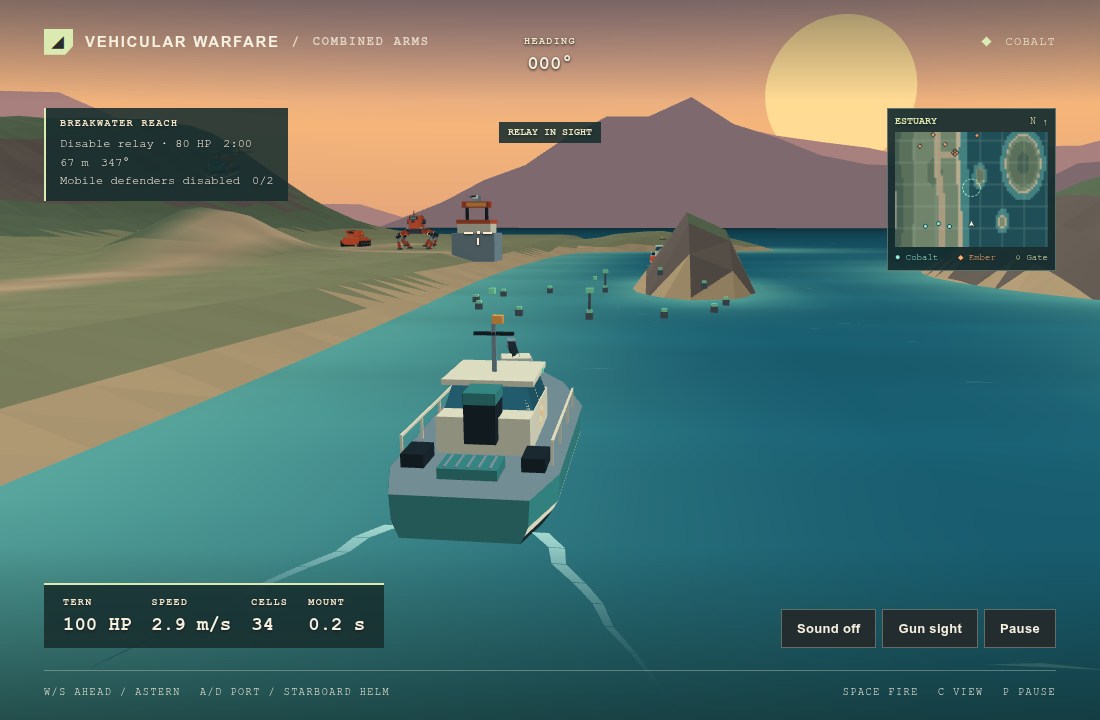 VEHICULAR WARFARE / COMBINED ARMS
HEADING
000°
COBALT
BREAKWATER REACH
Disable relay · 80 HP 2:00
67 m 347°
Mobile defenders disabled 0/2
RELAY IN SIGHT
ESTUARY N ↑
Cobalt Ember Gate
TERN SPEED CELLS MOUNT
100 HP 2.9 m/s 34 0.2 s
Sound off Gun sight Pause
W/S AHEAD / ASTERN A/D PORT / STARBOARD HELM
SPACE FIRE C VIEW P PAUSE